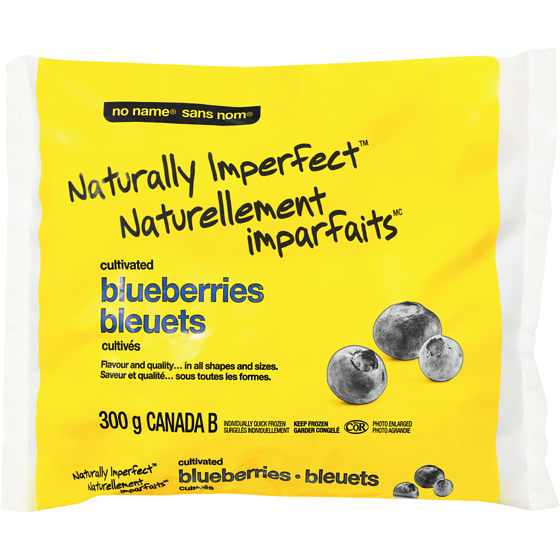 no name® sans nom®
Naturally Imperfect™
Naturellement
imparfaits MC
cultivated
blueberries
bleuets
cultivés
Flavour and quality... in all shapes and sizes.
Saveur et qualité... sous toutes les formes.
300 g CANADA B
INDIVIDUALLY QUICK FROZEN
SURGELÉS INDIVIDUELLEMENT
KEEP FROZEN
GARDER CONGELÉ
COR
PHOTO ENLARGED
PHOTO AGRANDIE
Naturally Imperfect™
Naturellement
imparfaits MC
cultivated
blueberries • bleuets
cultivés